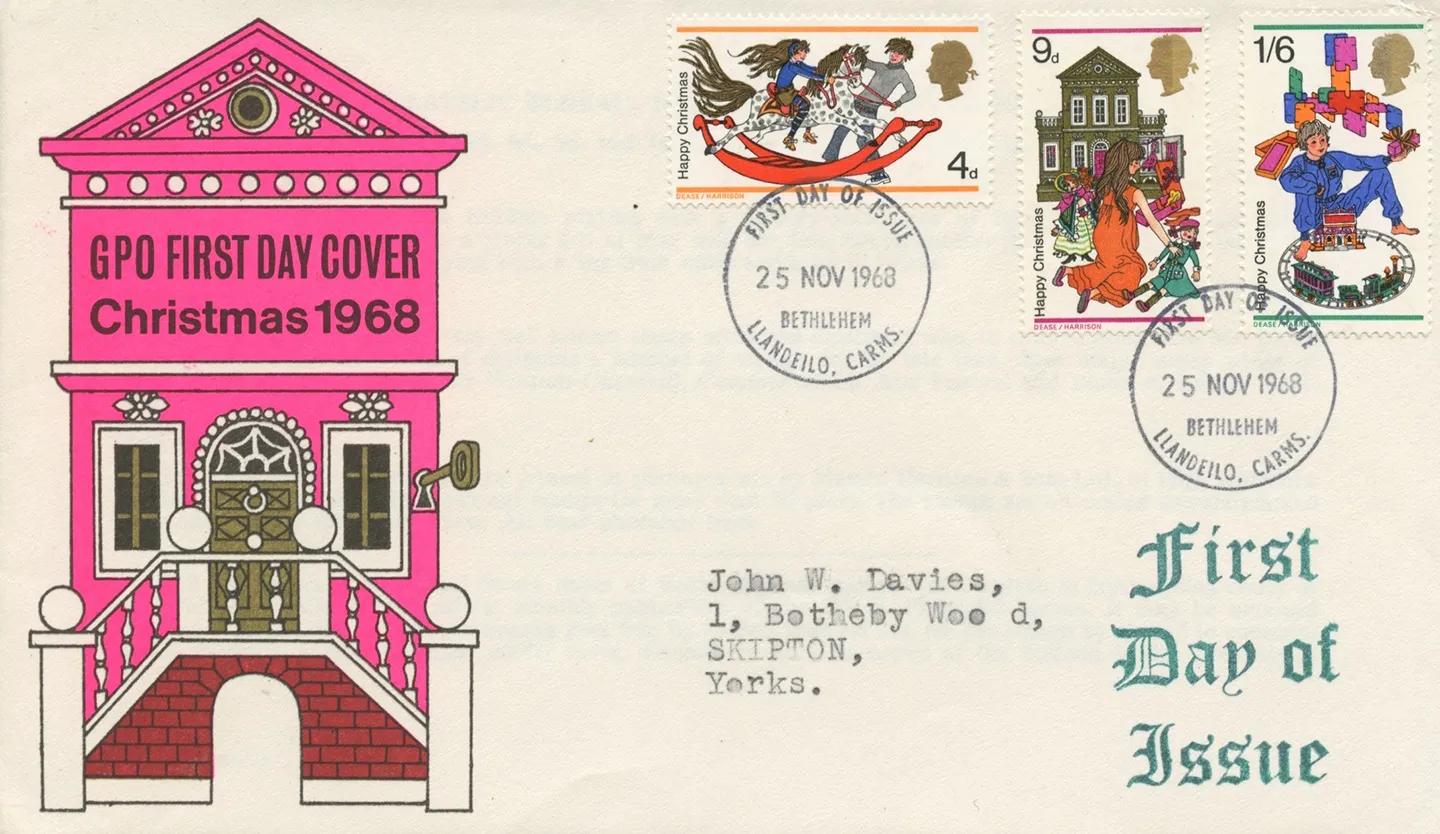 GPO FIRST DAY COVER
Christmas 1968
Happy Christmas
4d
DEASE / HARRISON
9d
Happy Christmas
DEASE / HARRISON
1/6
Happy Christmas
DEASE / HARRISON
FIRST DAY OF ISSUE
25 NOV 1968
BETHLEHEM
LLANDEILO, CARMS.
FIRST DAY OF ISSUE
25 NOV 1968
BETHLEHEM
LLANDEILO, CARMS.
John W. Davies,
1, Botheby Woo d,
SKIPTON,
Yorks.
First
Day of
Issue